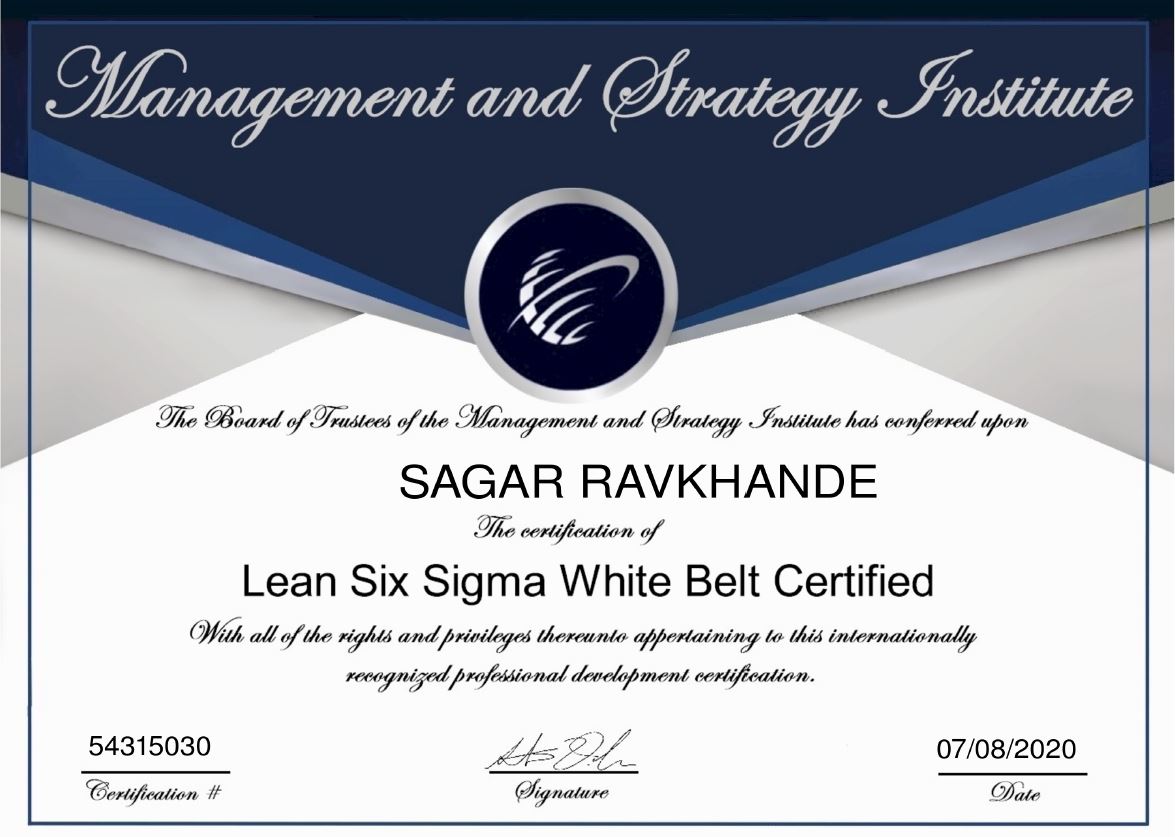 Management and Strategy Institute
The Board of Trustees of the Management and Strategy Institute has conferred upon
SAGAR RAVKHANDE
The certification of
Lean Six Sigma White Belt Certified
With all of the rights and privileges thereunto appertaining to this internationally
recognized professional development certification.
54315030
07/08/2020
Certification #
Signature
Date